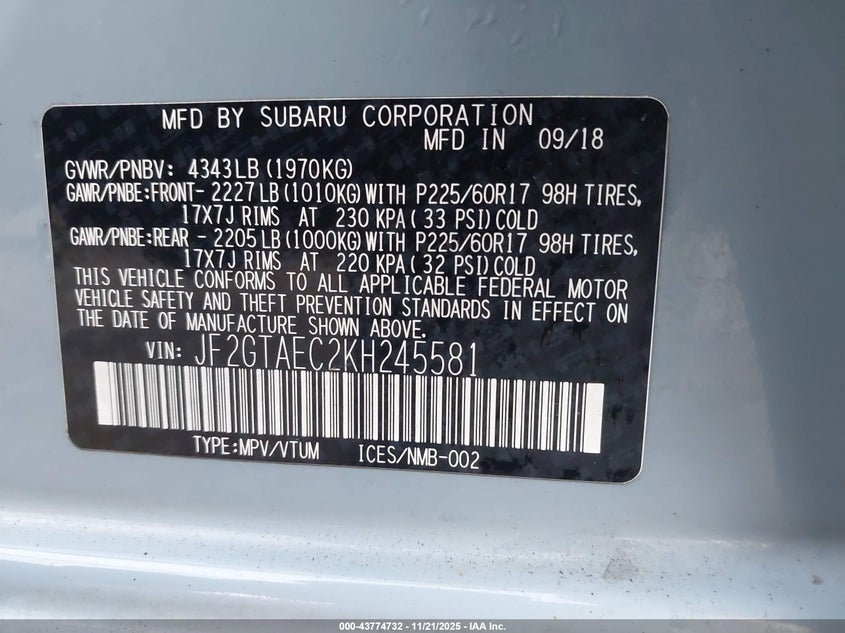 MFD BY SUBARU CORPORATION
MFD IN 09/18
GVWR/PNBV: 4343LB (1970KG)
GAWR/PNBE:FRONT- 2227LB (1010KG) WITH P225/60R17 98H TIRES,
17X7J RIMS AT 230 KPA ( 33 PSI) COLD
GAWR/PNBE:REAR - 2205LB (1000KG) WITH P225/60R17 98H TIRES,
17X7J RIMS AT 220 KPA ( 32 PSI) COLD
THIS VEHICLE CONFORMS TO ALL APPLICABLE FEDERAL MOTOR
VEHICLE SAFETY AND THEFT PREVENTION STANDARDS IN EFFECT ON
THE DATE OF MANUFACTURE SHOWN ABOVE.
VIN: JF2GTAEC2KH245581
TYPE:MPV/VTUM ICES/NMB-002
000-43774732 - 11/21/2025 - IAA Inc.